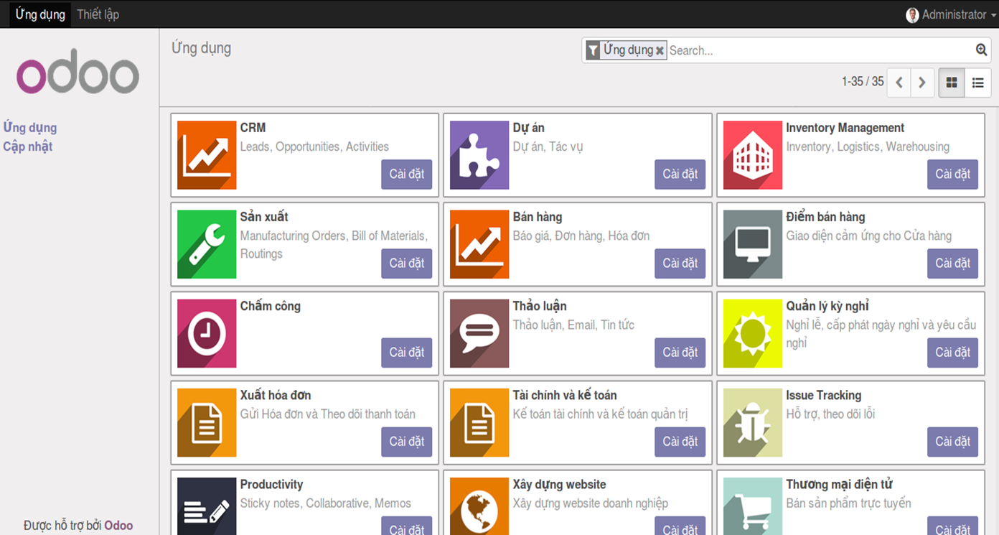 Ứng dụng Thiết lập Administrator
odoo
Ứng dụng
Cập nhật
Được hỗ trợ bởi Odoo
Ứng dụng
Ứng dụng Search...
1-35 / 35
CRM
Leads, Opportunities, Activities
Cài đặt
Dự án
Dự án, Tác vụ
Cài đặt
Inventory Management
Inventory, Logistics, Warehousing
Cài đặt
Sản xuất
Manufacturing Orders, Bill of Materials,
Routings
Cài đặt
Bán hàng
Báo giá, Đơn hàng, Hóa đơn
Cài đặt
Điểm bán hàng
Giao diện cảm ứng cho Cửa hàng
Cài đặt
Chấm công
Cài đặt
Thảo luận
Thảo luận, Email, Tin tức
Cài đặt
Quản lý kỳ nghỉ
Nghỉ lễ, cấp phát ngày nghỉ và yêu cầu
nghỉ
Cài đặt
Xuất hóa đơn
Gửi Hóa đơn và Theo dõi thanh toán
Cài đặt
Tài chính và kế toán
Kế toán tài chính và kế toán quản trị
Cài đặt
Issue Tracking
Hỗ trợ, theo dõi lỗi
Cài đặt
Productivity
Sticky notes, Collaborative, Memos
Cài đặt
Xây dựng website
Xây dựng website doanh nghiệp
Cài đặt
Thương mại điện tử
Bán sản phẩm trực tuyến
Cài đặt